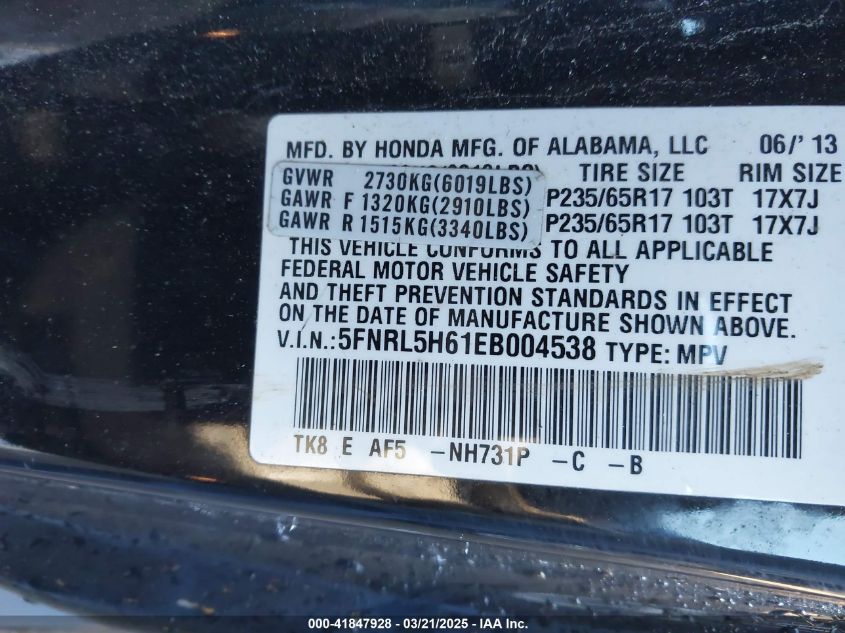 MFD. BY HONDA MFG. OF ALABAMA, LLC 06/'13
GVWR 2730KG(6019LBS) TIRE SIZE RIM SIZE
GAWR F 1320KG(2910LBS) P235/65R17 103T 17X7J
GAWR R 1515KG(3340LBS) P235/65R17 103T 17X7J
THIS VEHICLE CONFORMS TO ALL APPLICABLE
FEDERAL MOTOR VEHICLE SAFETY
AND THEFT PREVENTION STANDARDS IN EFFECT
ON THE DATE OF MANUFACTURE SHOWN ABOVE.
V.I.N.:5FNRL5H61EB004538 TYPE: MPV
TK8 E AF5 -NH731P -C -B
000-41847928 | 03/21/2025 - INSURANCE AUTO AUCTIONS, INC.